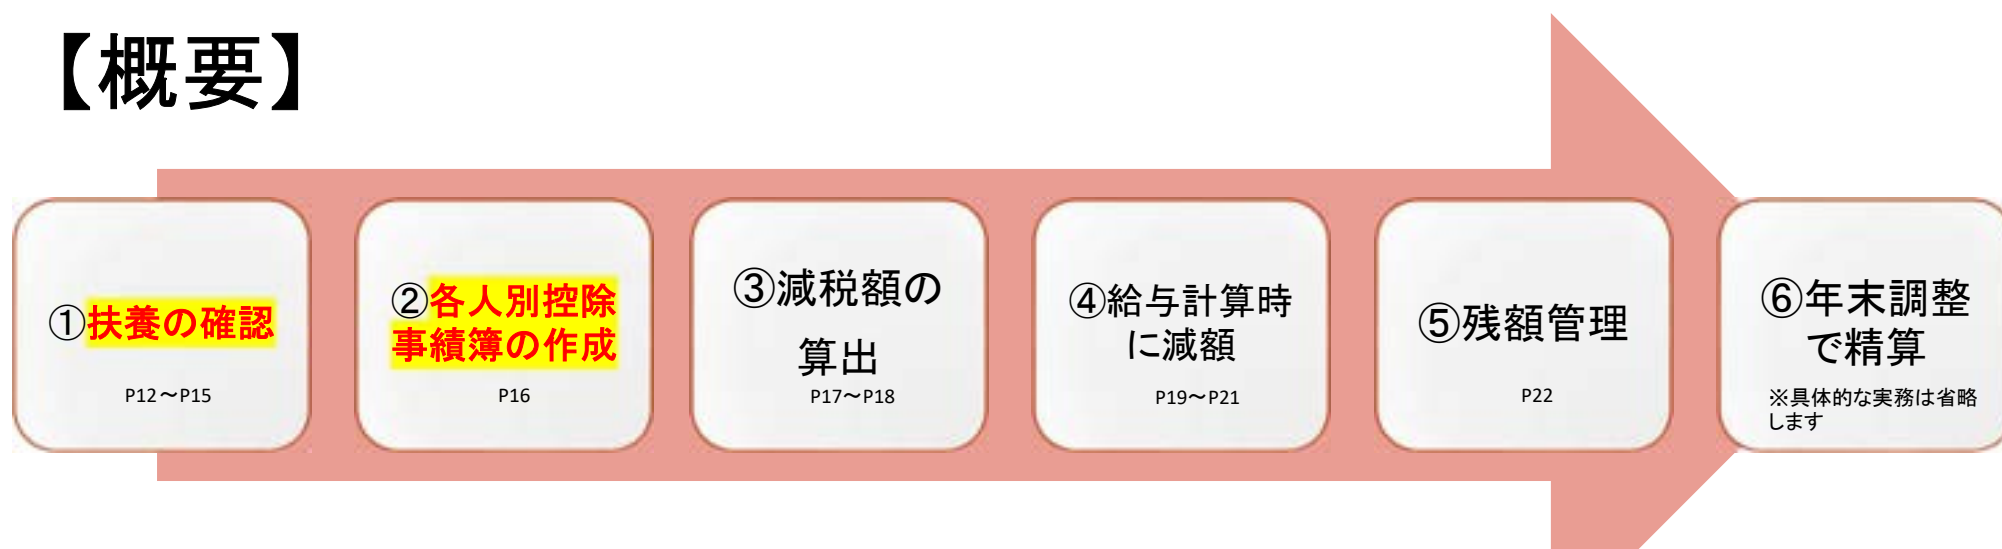 【概要】
①扶養の確認
P12～P15
②各人別控除
事績簿の作成
P16
③減税額の
算出
P17～P18
④給与計算時
に減額
P19～P21
⑤残額管理
P22
⑥年末調整
で精算
※具体的な実務は省略
します